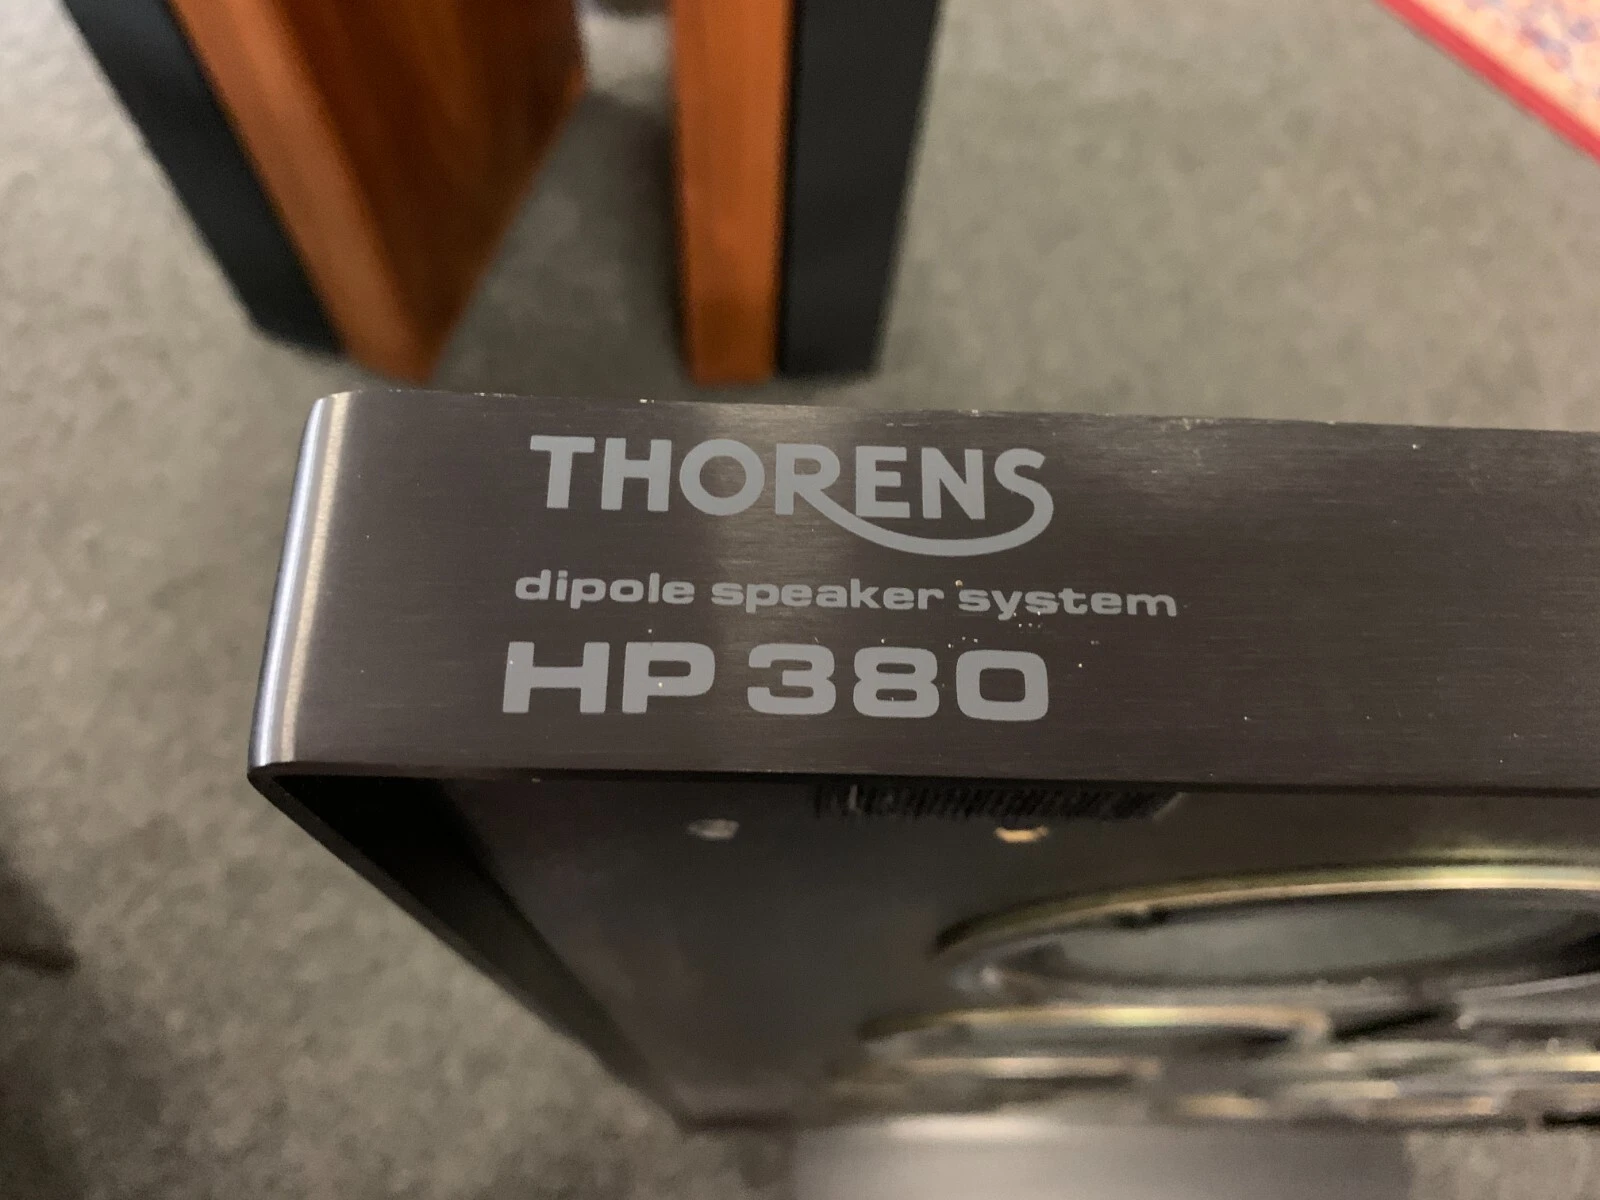 THORENS
dipole speaker system
HP 380